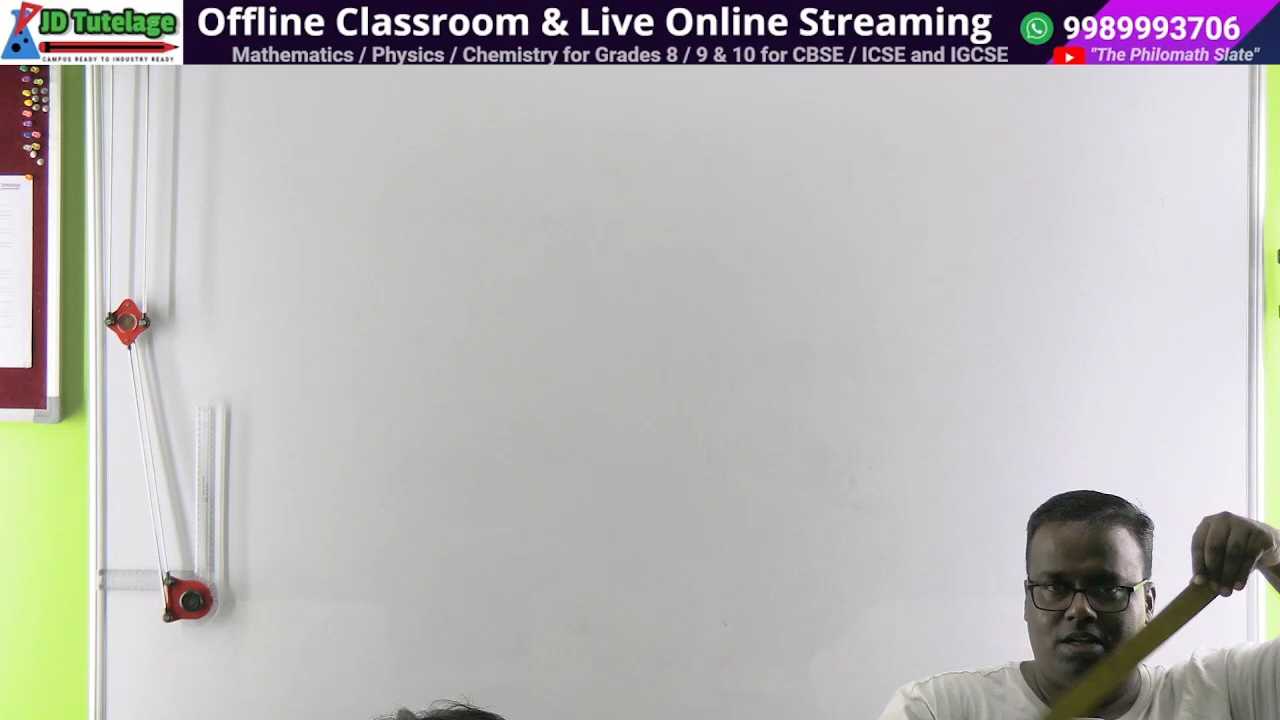 JD Tutelage
CAMPUS READY TO INDUSTRY READY
Offline Classroom & Live Online Streaming
Mathematics / Physics / Chemistry for Grades 8 / 9 & 10 for CBSE / ICSE and IGCSE
9989993706
"The Philomath Slate"